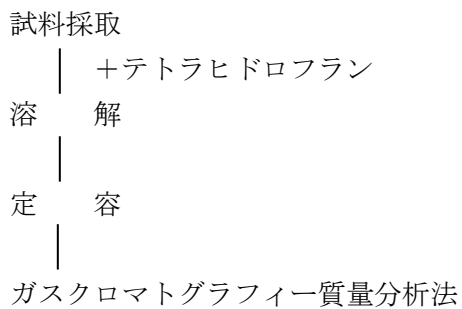 試料採取
＋テトラヒドロフラン
溶　　解
定　　容
ガスクロマトグラフィー質量分析法